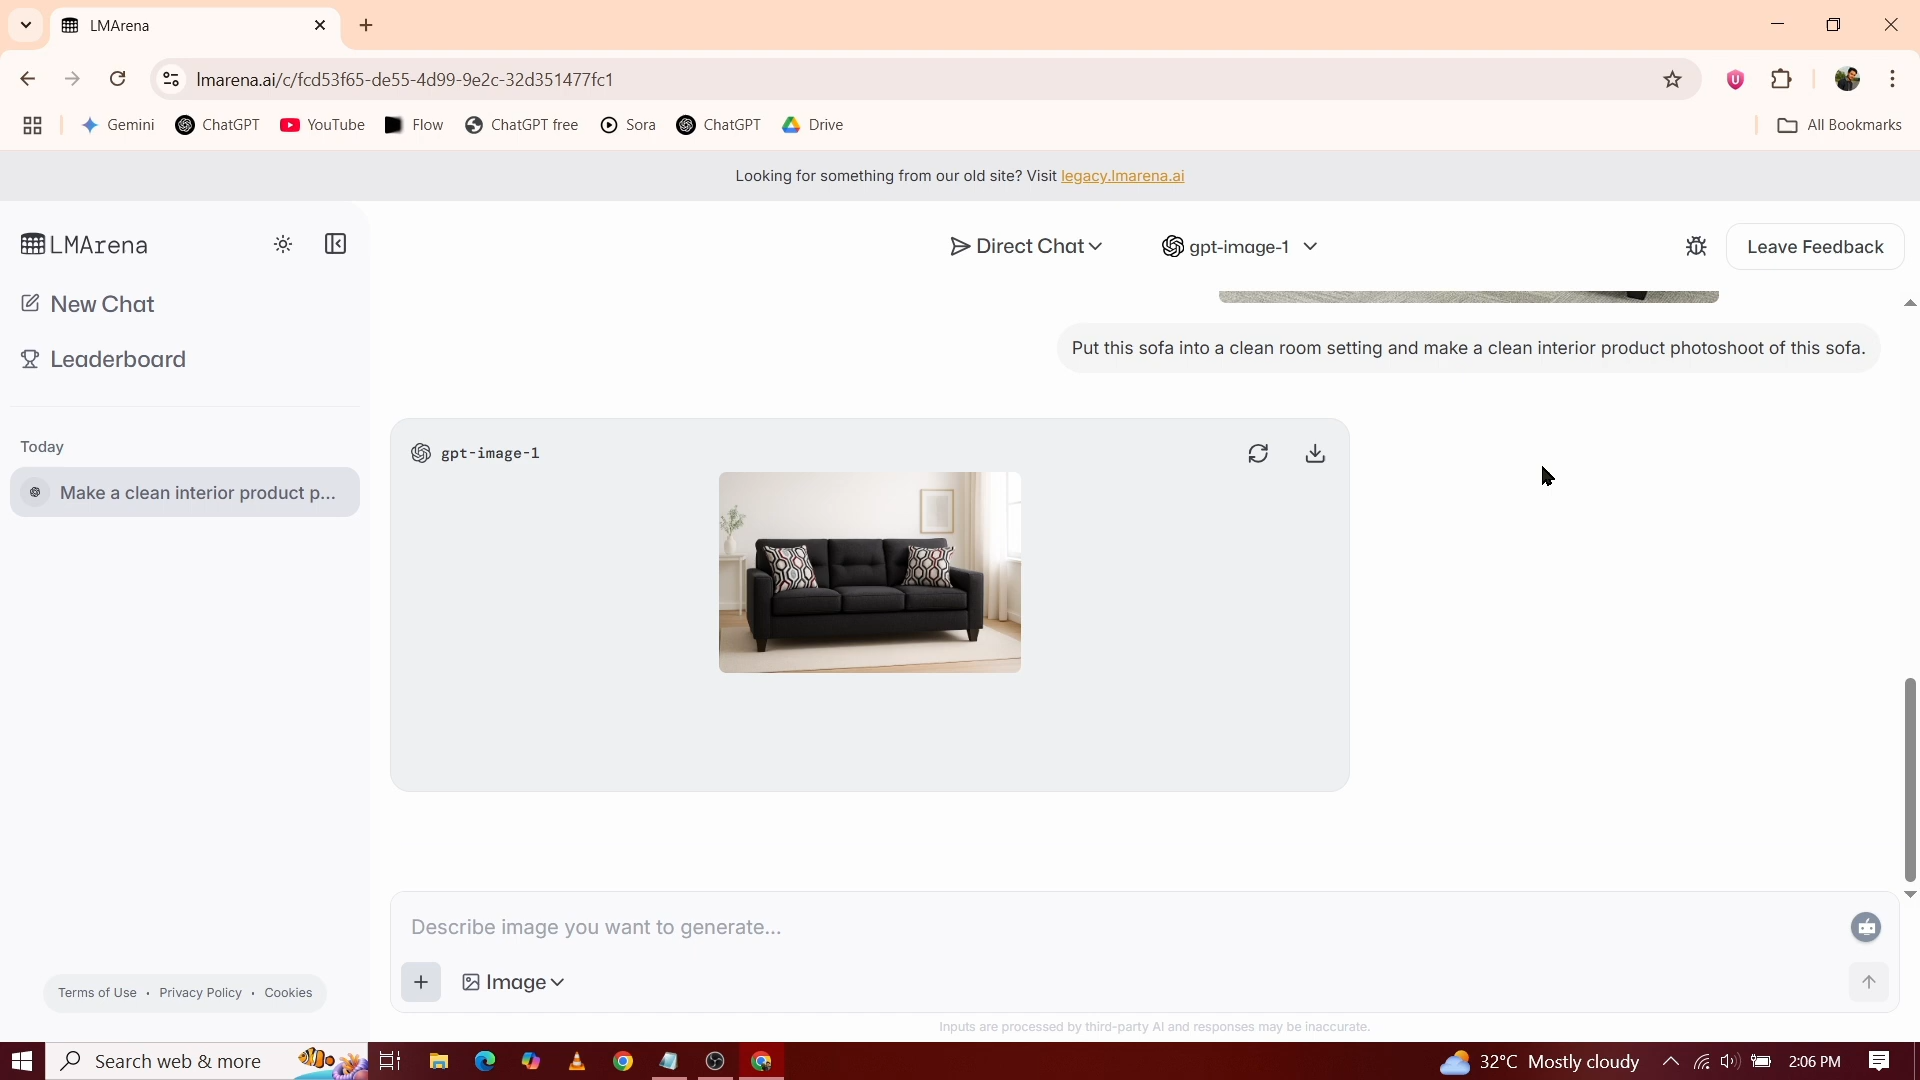 LMArena
lmarena.ai/c/fcd53f65-de55-4d99-9e2c-32d351477fc1
Gemini
ChatGPT
YouTube
Flow
ChatGPT free
Sora
ChatGPT
Drive
All Bookmarks
Looking for something from our old site? Visit legacy.lmarena.ai
LMArena
Direct Chat
gpt-image-1
Leave Feedback
New Chat
Leaderboard
Put this sofa into a clean room setting and make a clean interior product photoshoot of this sofa.
Today
gpt-image-1
Make a clean interior product p...
Describe image you want to generate...
Image
Terms of Use · Privacy Policy · Cookies
Inputs are processed by third-party AI and responses may be inaccurate.
Search web & more
32°C Mostly cloudy
2:06 PM